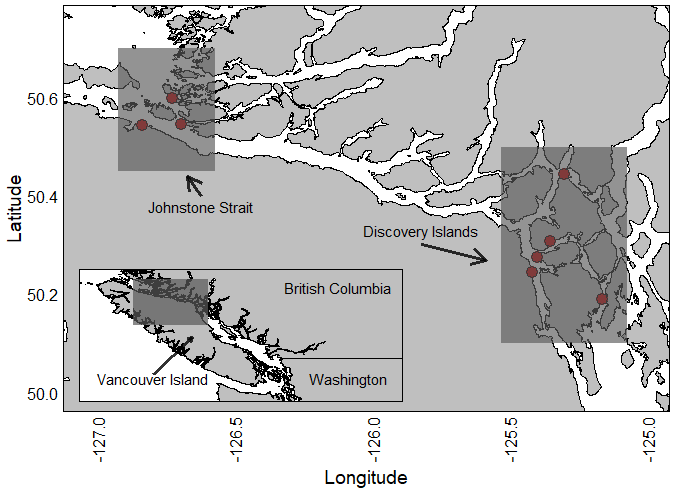 50.6
50.4
50.2
50.0
Latitude
Johnstone Strait
Discovery Islands
British Columbia
Vancouver Island
Washington
-127.0
-126.5
-126.0
-125.5
-125.0
Longitude